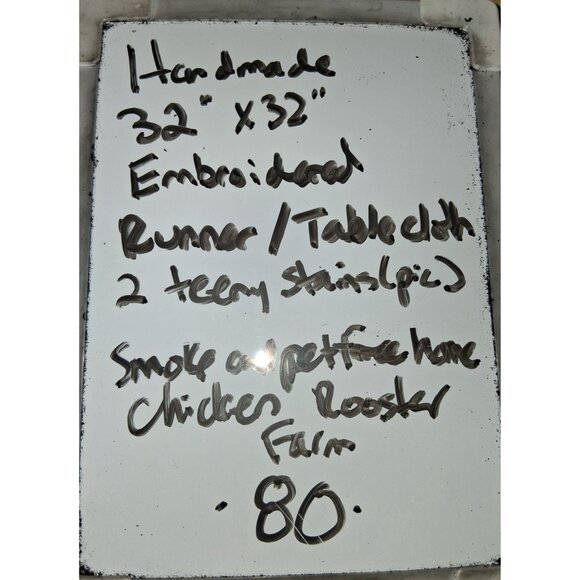 Handmade
32" x 32"
Embroidered
Runner / Tablecloth
2 teeny stains (pic)
Smoke and pet free home
Chicken Rooster
Farm
· 80 ·